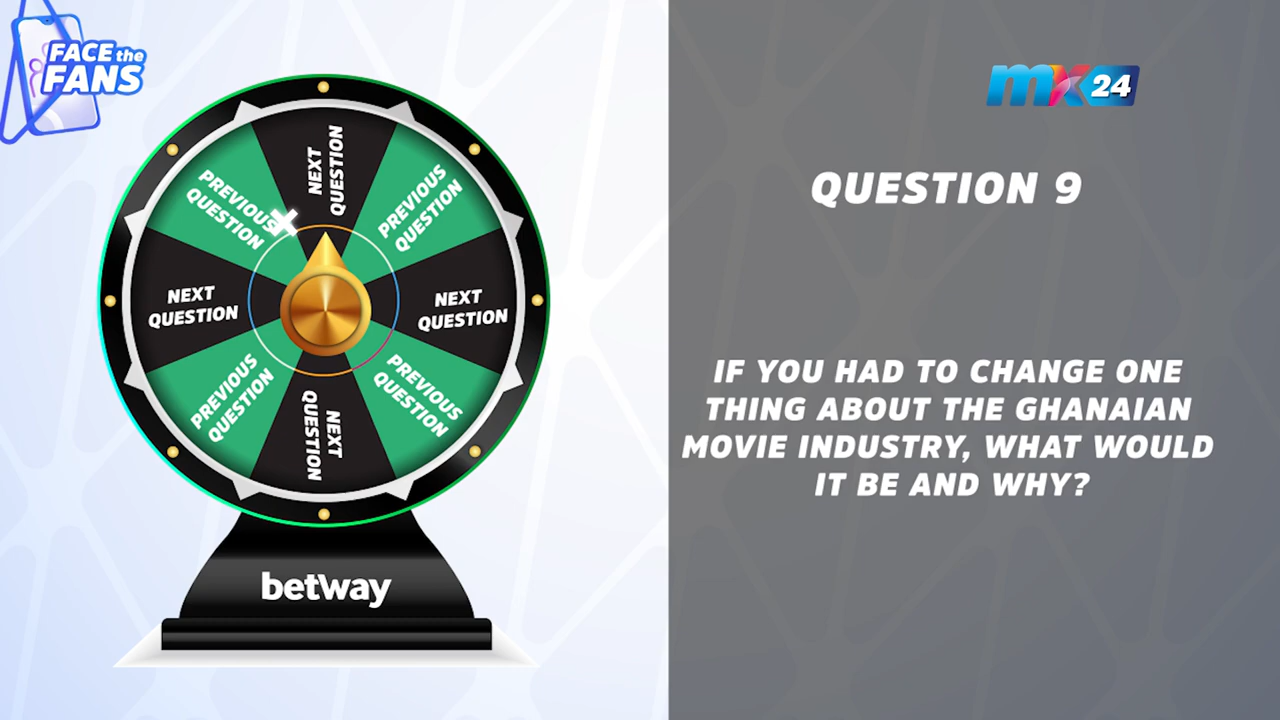 FACE the
FANS
NEXT
QUESTION
PREVIOUS
QUESTION
NEXT
QUESTION
PREVIOUS
QUESTION
NEXT
QUESTION
PREVIOUS
QUESTION
NEXT
QUESTION
PREVIOUS
QUESTION
betway
mx24
QUESTION 9
IF YOU HAD TO CHANGE ONE
THING ABOUT THE GHANAIAN
MOVIE INDUSTRY, WHAT WOULD
IT BE AND WHY?